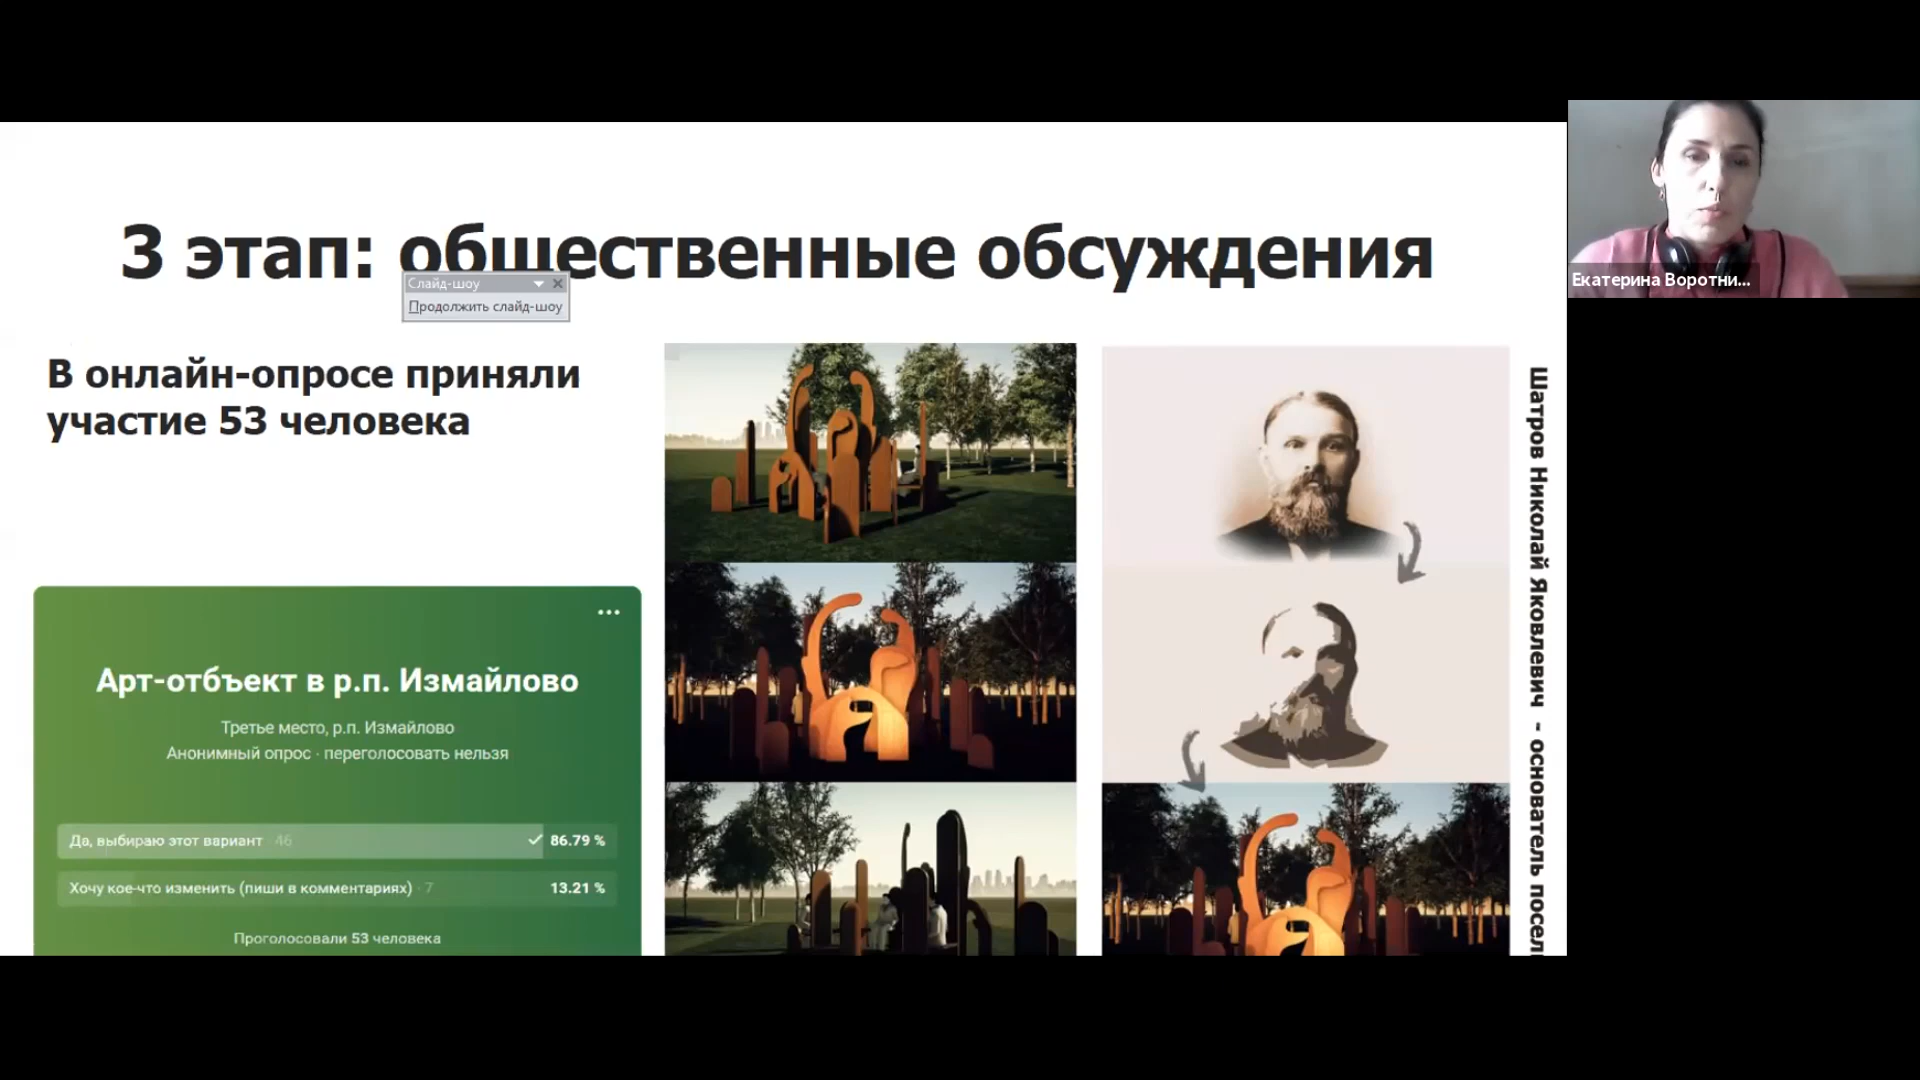 3 этап: общественные обсуждения
Слайд-шоу
Продолжить слайд-шоу
В онлайн-опросе приняли
участие 53 человека
Арт-отбъект в р.п. Измайлово
Третье место, р.п. Измайлово
Анонимный опрос · переголосовать нельзя
Да, выбираю этот вариант · 46 86.79 %
Хочу кое-что изменить (пиши в комментариях) · 7 13.21 %
Проголосовали 53 человека
Шатров Николай Яковлевич - основатель
Екатерина Воротни...